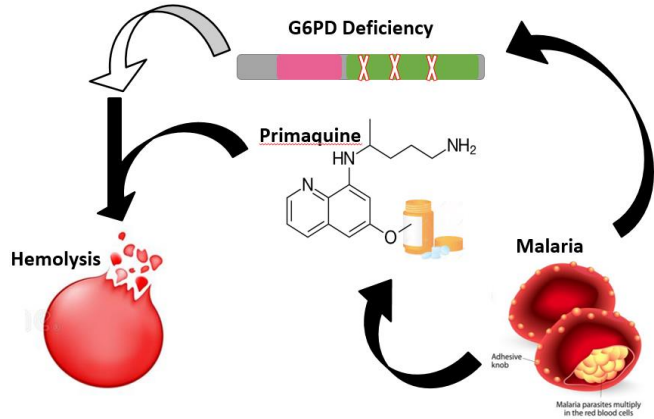 G6PD Deficiency
Primaquine
HN
NH2
N
O
Hemolysis
Malaria
Adhesive
knob
Malaria parasites multiply
in the red blood cells